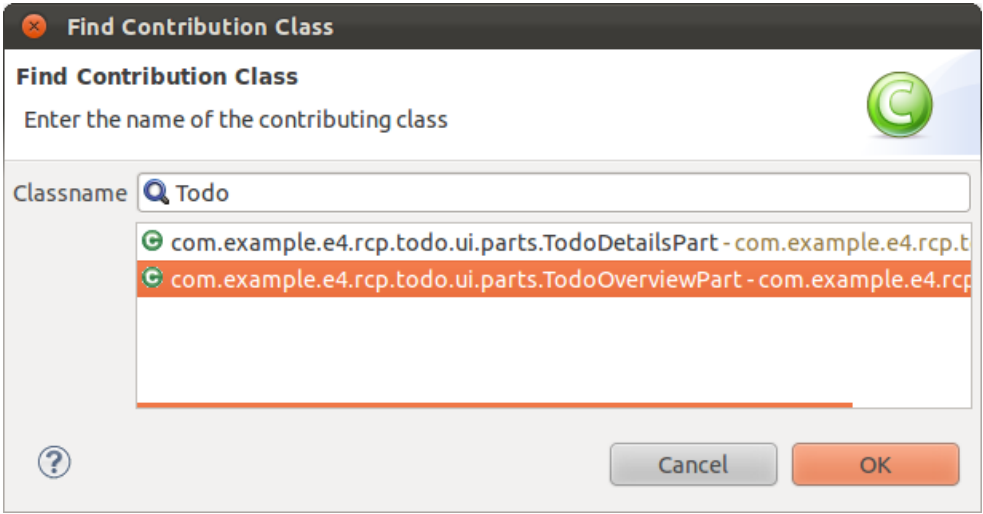 Find Contribution Class
Find Contribution Class
Enter the name of the contributing class
Classname Todo
com.example.e4.rcp.todo.ui.parts.TodoDetailsPart - com.example.e4.rcp.t
com.example.e4.rcp.todo.ui.parts.TodoOverviewPart - com.example.e4.rcp
Cancel OK